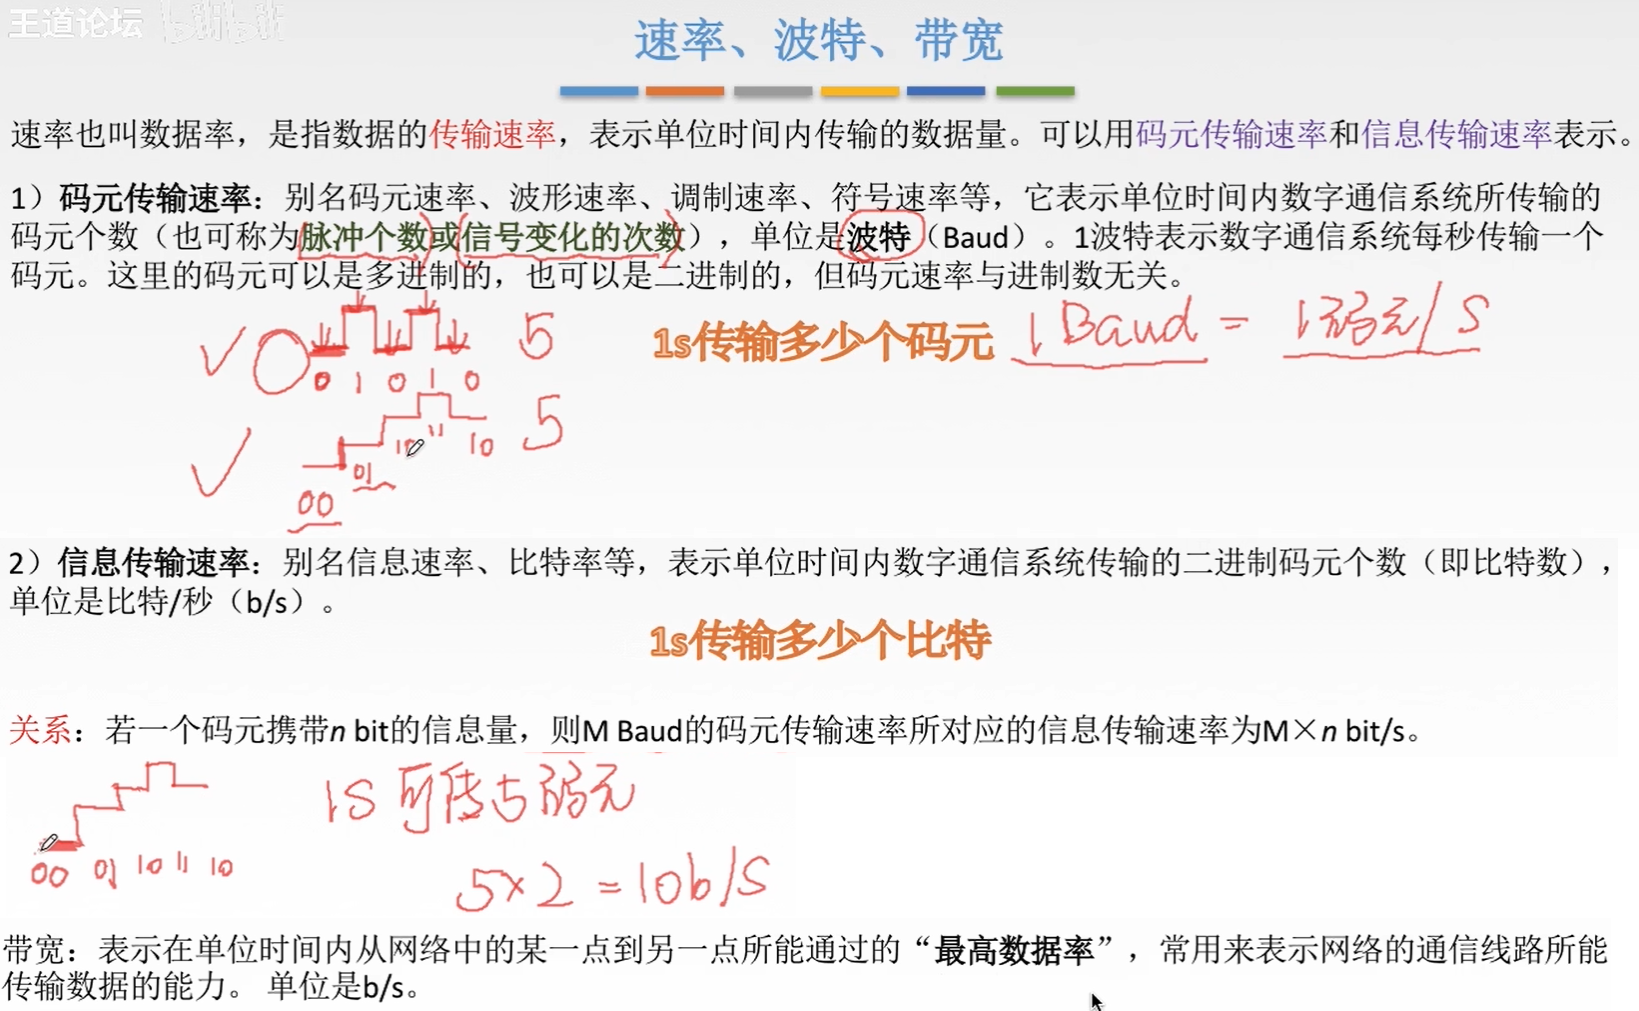 王道论坛 bilibili
速率、波特、带宽
速率也叫数据率，是指数据的传输速率，表示单位时间内传输的数据量。可以用码元传输速率和信息传输速率表示。
1）码元传输速率：别名码元速率、波形速率、调制速率、符号速率等，它表示单位时间内数字通信系统所传输的
码元个数（也可称为脉冲个数或信号变化的次数），单位是波特（Baud）。1波特表示数字通信系统每秒传输一个
码元。这里的码元可以是多进制的，也可以是二进制的，但码元速率与进制数无关。
5
1s传输多少个码元 1 Baud = 1码元/S
0 1 0 1 0
5
11 10
01
00
2）信息传输速率：别名信息速率、比特率等，表示单位时间内数字通信系统传输的二进制码元个数（即比特数），
单位是比特/秒（b/s）。
1s传输多少个比特
关系：若一个码元携带n bit的信息量，则M Baud的码元传输速率所对应的信息传输速率为M×n bit/s。
1S 可传5码元
00 01 10 11 10
5×2 =10b/S
带宽：表示在单位时间内从网络中的某一点到另一点所能通过的“最高数据率”，常用来表示网络的通信线路所能
传输数据的能力。 单位是b/s。